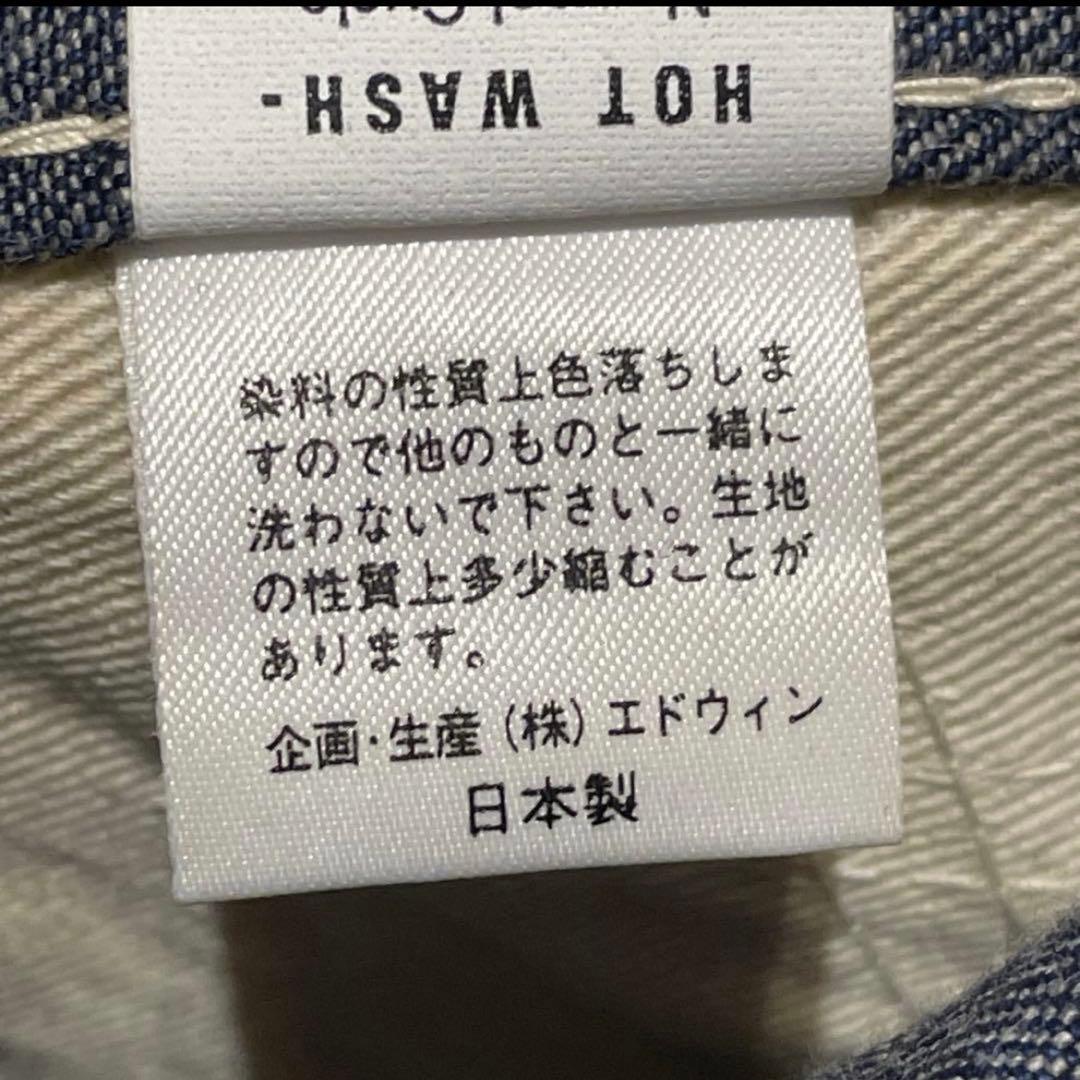 Normal Cycle
HOT WASH-
染料の性質上色落ちしま
すので他のものと一緒に
洗わないで下さい。生地
の性質上多少縮むことが
あります。
企画・生産 (株) エドウィン
日本製